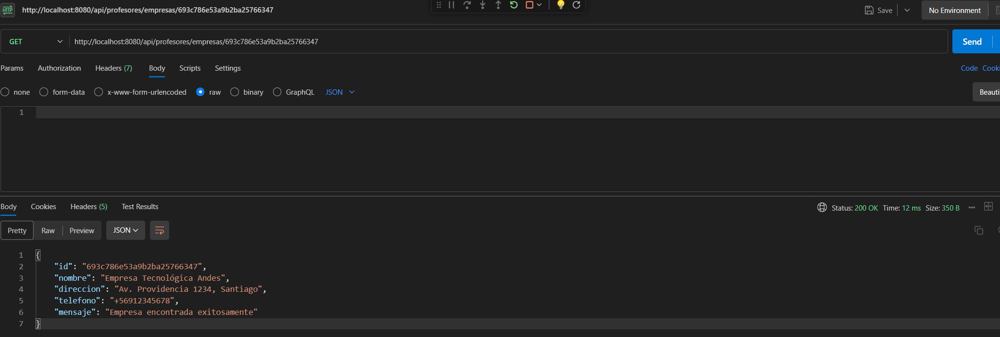 HTTP http://localhost:8080/api/profesores/empresas/693c786e53a9b2ba25766347 Save No Environment
GET http://localhost:8080/api/profesores/empresas/693c786e53a9b2ba25766347 Send
Params Authorization Headers (7) Body Scripts Settings Code Cooki
none form-data x-www-form-urlencoded raw binary GraphQL JSON Beauti
1
Body Cookies Headers (5) Test Results Status: 200 OK Time: 12 ms Size: 350 B
Pretty Raw Preview JSON
1 {
2 "id": "693c786e53a9b2ba25766347",
3 "nombre": "Empresa Tecnológica Andes",
4 "direccion": "Av. Providencia 1234, Santiago",
5 "telefono": "+56912345678",
6 "mensaje": "Empresa encontrada exitosamente"
7 }